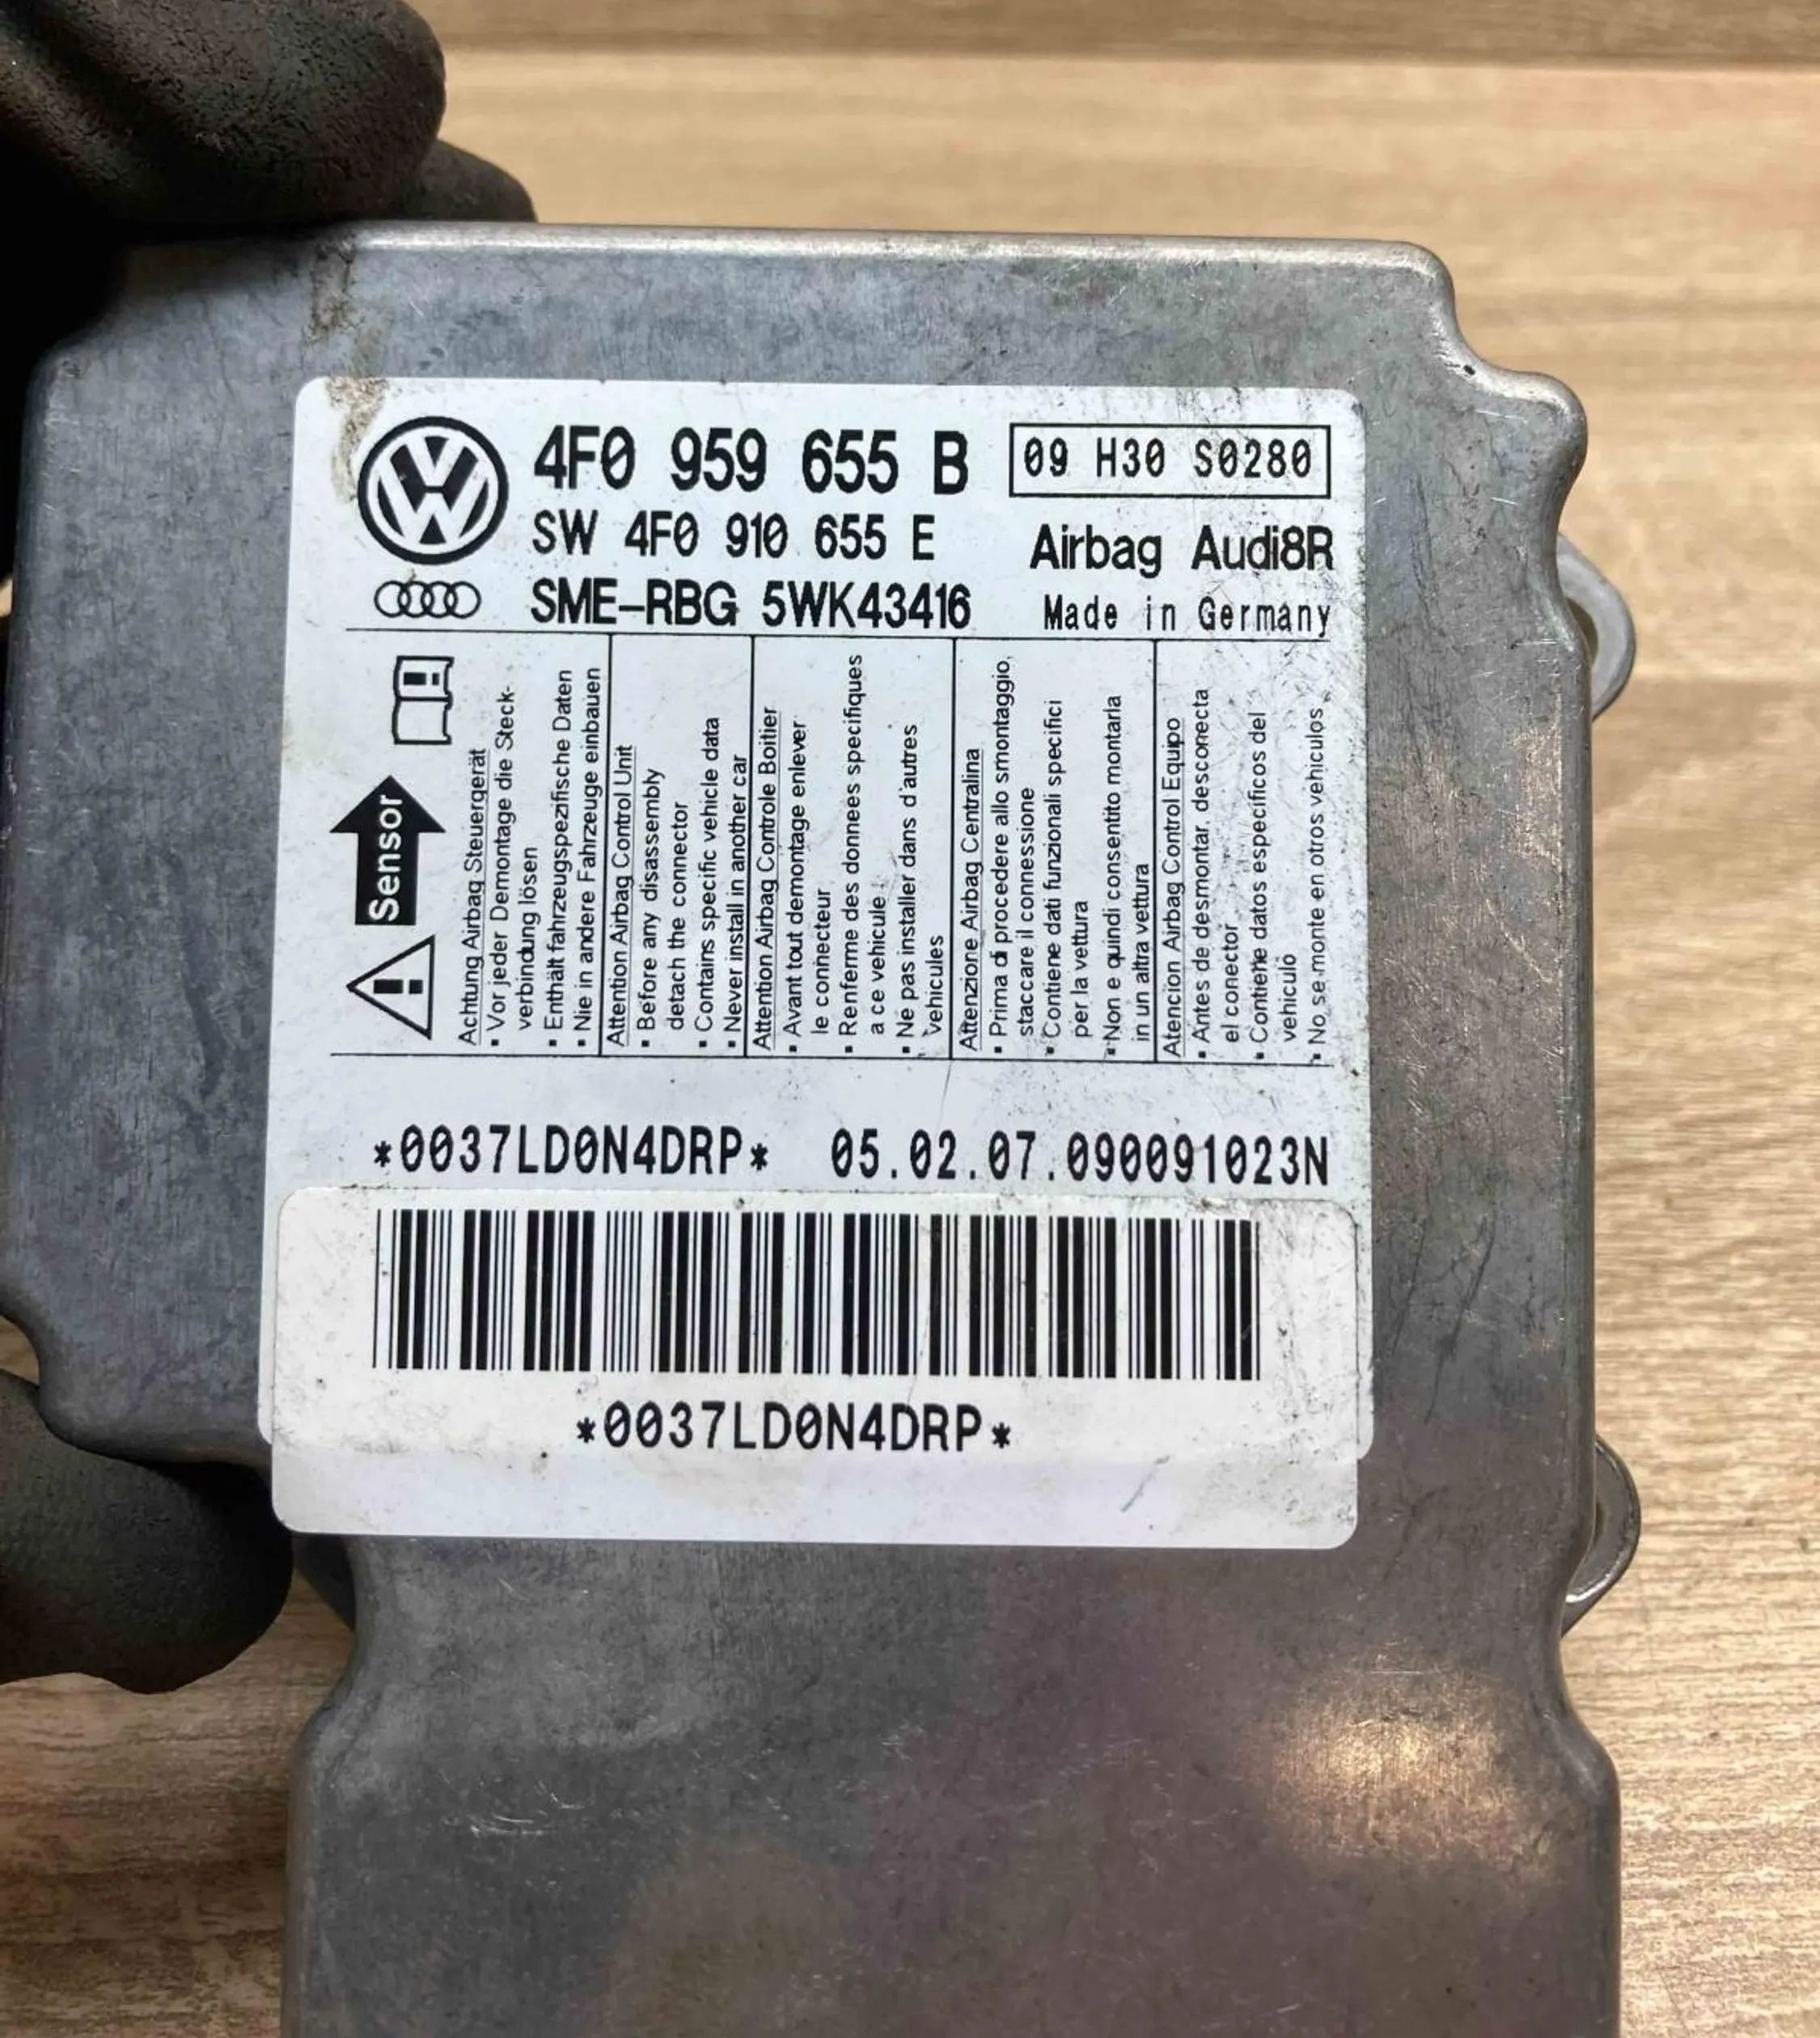 4F0 959 655 B
09 H30 S0280
SW 4F0 910 655 E
Airbag Audi8R
SME-RBG 5WK43416
Made in Germany
Sensor
Achtung Airbag Steuergerät
▪ Vor jeder Demontage die Steck-
verbindung lösen
▪ Enthält fahrzeugspezifische Daten
▪ Nie in andere Fahrzeuge einbauen
Attention Airbag Control Unit
▪ Before any disassembly
detach the connector
▪ Contains specific vehicle data
▪ Never install in another car
Attention Airbag Controle Boitier
▪ Avant tout demontage enlever
le connecteur
▪ Renferme des donnees specifiques
a ce vehicule
▪ Ne pas installer dans d'autres
vehicules
Attenzione Airbag Centralina
▪ Prima di procedere allo smontaggio,
staccare il connessione
▪ Contiene dati funzionali specifici
per la vettura
▪ Non e quindi consentito montarla
in un altra vettura
Atencion Airbag Control Equipo
▪ Antes de desmontar, desconecta
el conector
▪ Contiene datos específicos del
vehiculo
▪ No se monte en otros vehiculos
*0037LD0N4DRP* 05.02.07.090091023N
*0037LD0N4DRP*